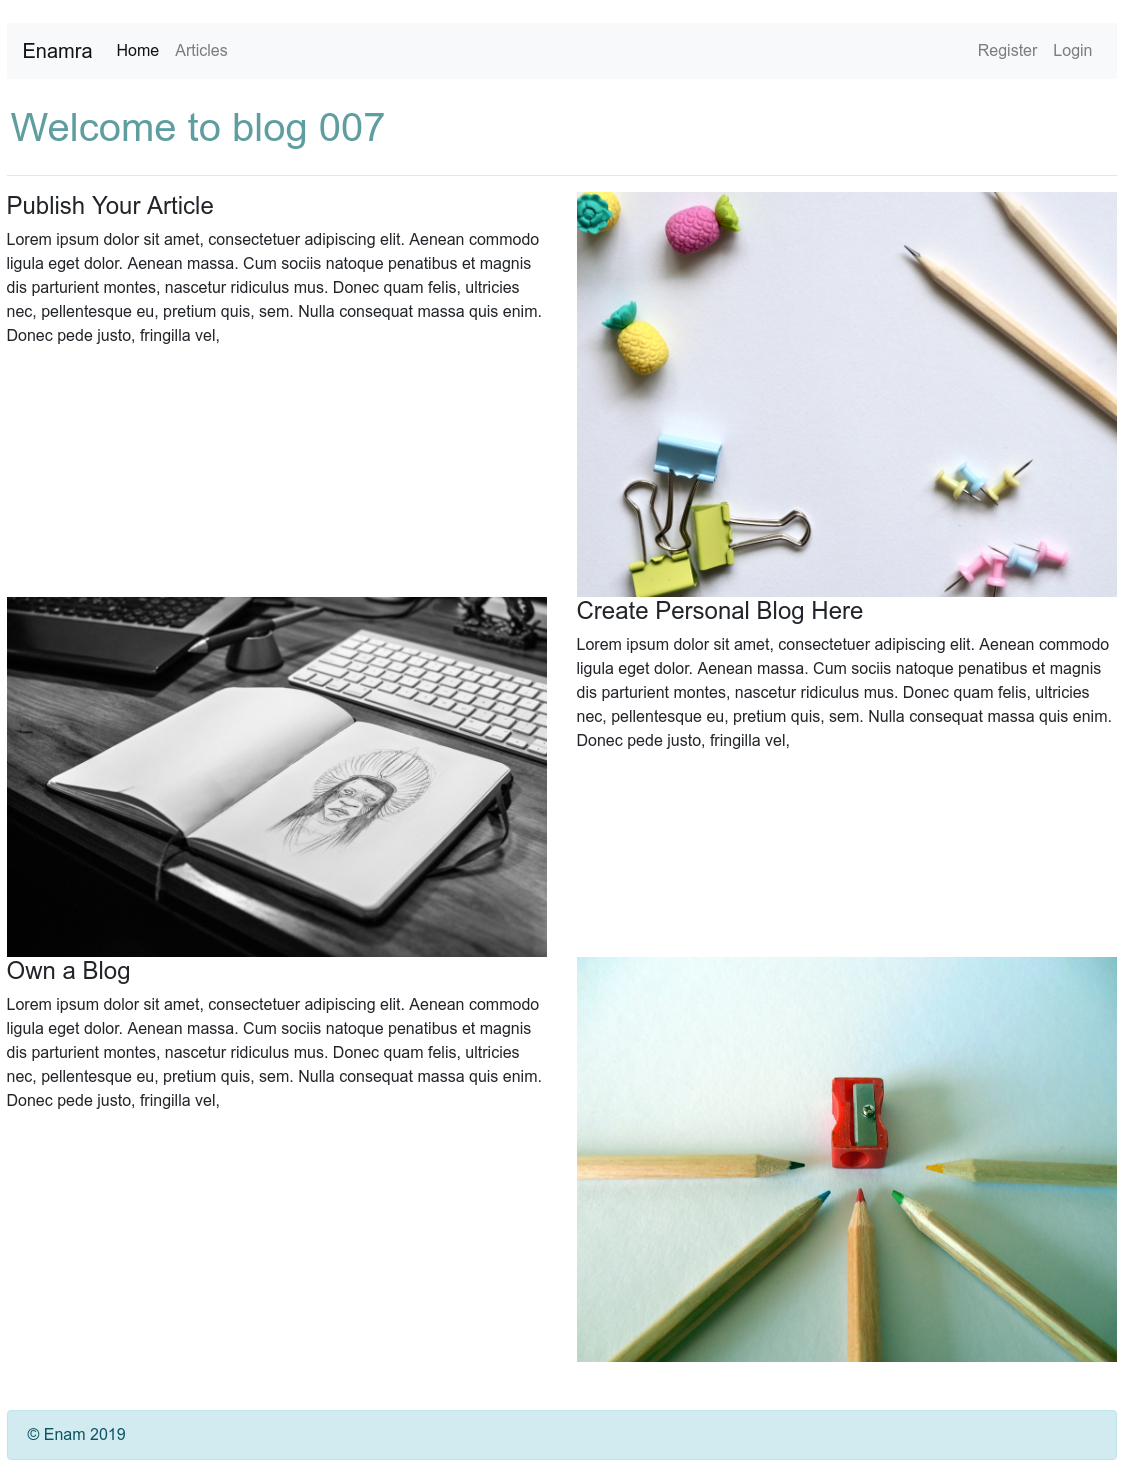 Enamra Home Articles Register Login
Welcome to blog 007
Publish Your Article
Lorem ipsum dolor sit amet, consectetuer adipiscing elit. Aenean commodo
ligula eget dolor. Aenean massa. Cum sociis natoque penatibus et magnis
dis parturient montes, nascetur ridiculus mus. Donec quam felis, ultricies
nec, pellentesque eu, pretium quis, sem. Nulla consequat massa quis enim.
Donec pede justo, fringilla vel,
Create Personal Blog Here
Lorem ipsum dolor sit amet, consectetuer adipiscing elit. Aenean commodo
ligula eget dolor. Aenean massa. Cum sociis natoque penatibus et magnis
dis parturient montes, nascetur ridiculus mus. Donec quam felis, ultricies
nec, pellentesque eu, pretium quis, sem. Nulla consequat massa quis enim.
Donec pede justo, fringilla vel,
Own a Blog
Lorem ipsum dolor sit amet, consectetuer adipiscing elit. Aenean commodo
ligula eget dolor. Aenean massa. Cum sociis natoque penatibus et magnis
dis parturient montes, nascetur ridiculus mus. Donec quam felis, ultricies
nec, pellentesque eu, pretium quis, sem. Nulla consequat massa quis enim.
Donec pede justo, fringilla vel,
© Enam 2019